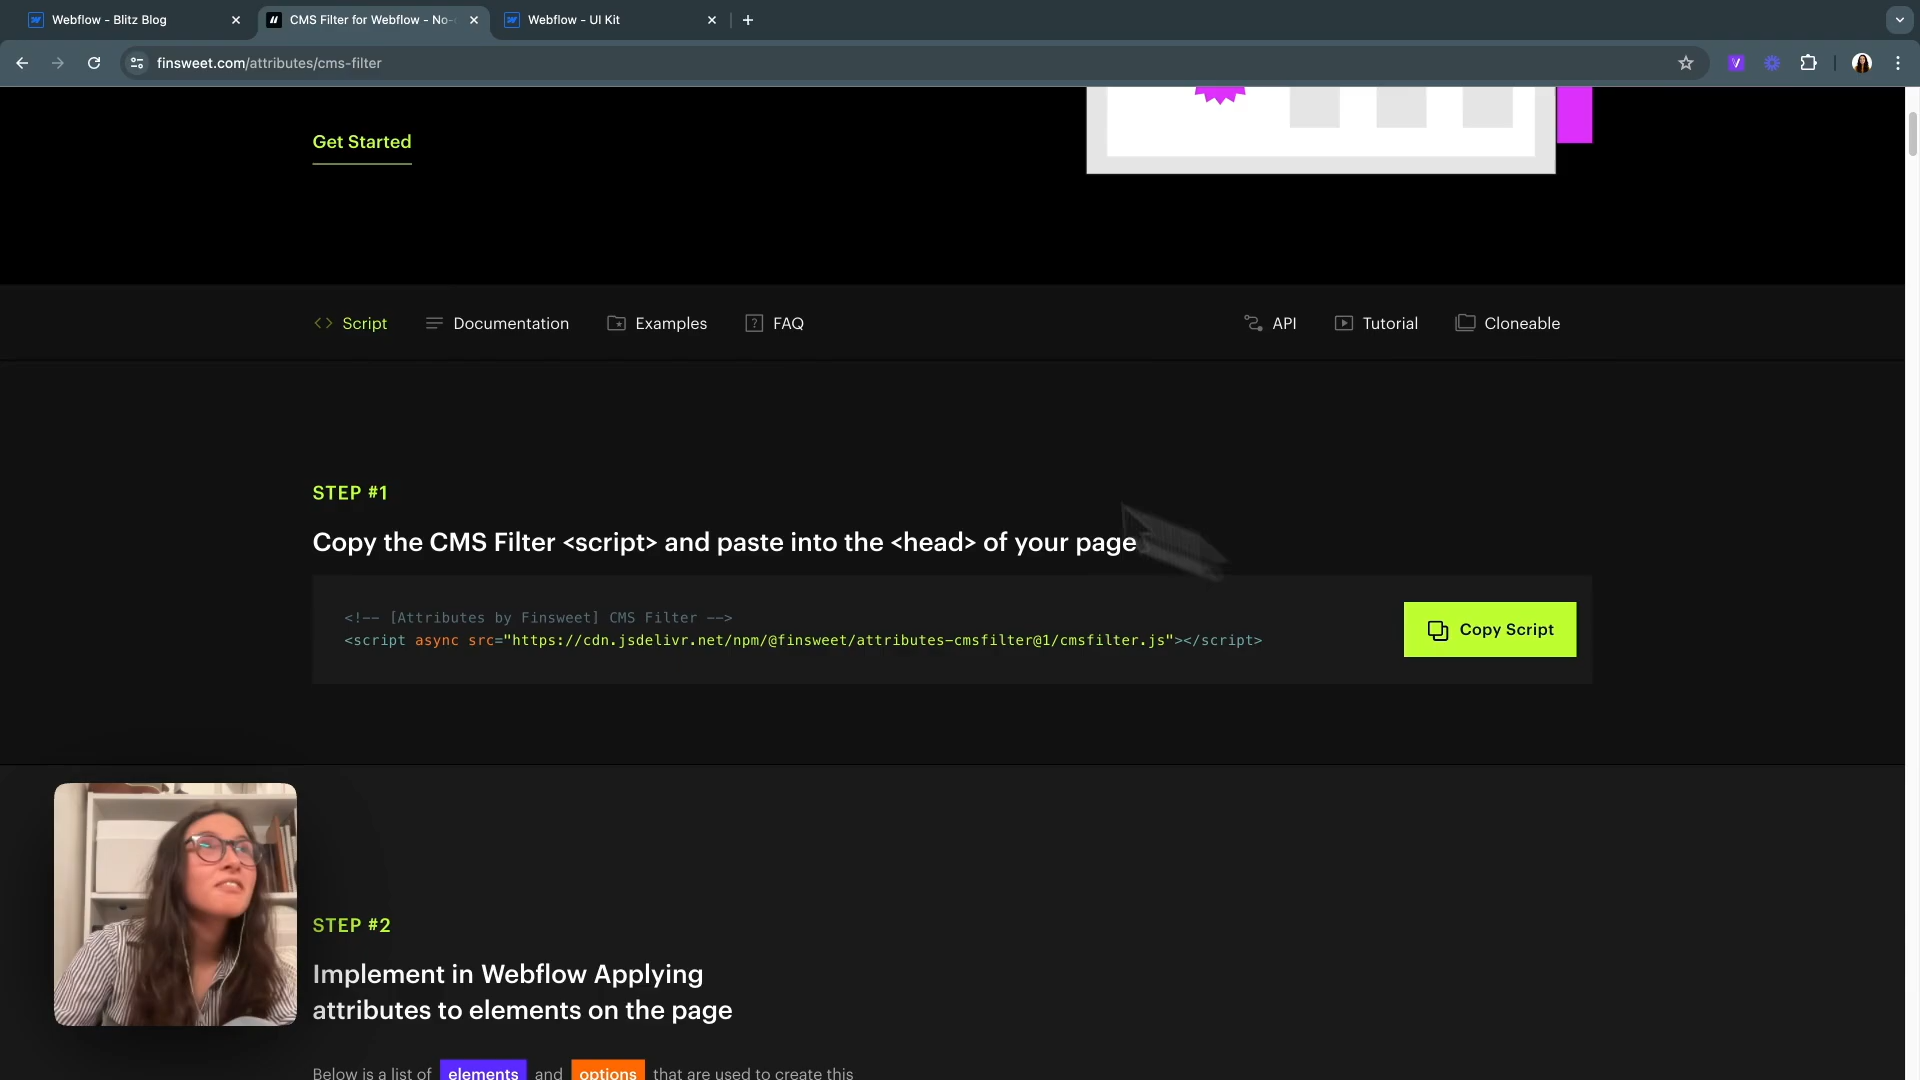 Webflow - Blitz Blog
CMS Filter for Webflow - No-c
Webflow - UI Kit
finsweet.com/attributes/cms-filter
V
Get Started
<> Script
Documentation
Examples
? FAQ
API
Tutorial
Cloneable
STEP #1
Copy the CMS Filter <script> and paste into the <head> of your page
<!-- [Attributes by Finsweet] CMS Filter -->
<script async src="https://cdn.jsdelivr.net/npm/@finsweet/attributes-cmsfilter@1/cmsfilter.js"></script>
Copy Script
STEP #2
Implement in Webflow Applying
attributes to elements on the page
Below is a list of elements and options that are used to create this